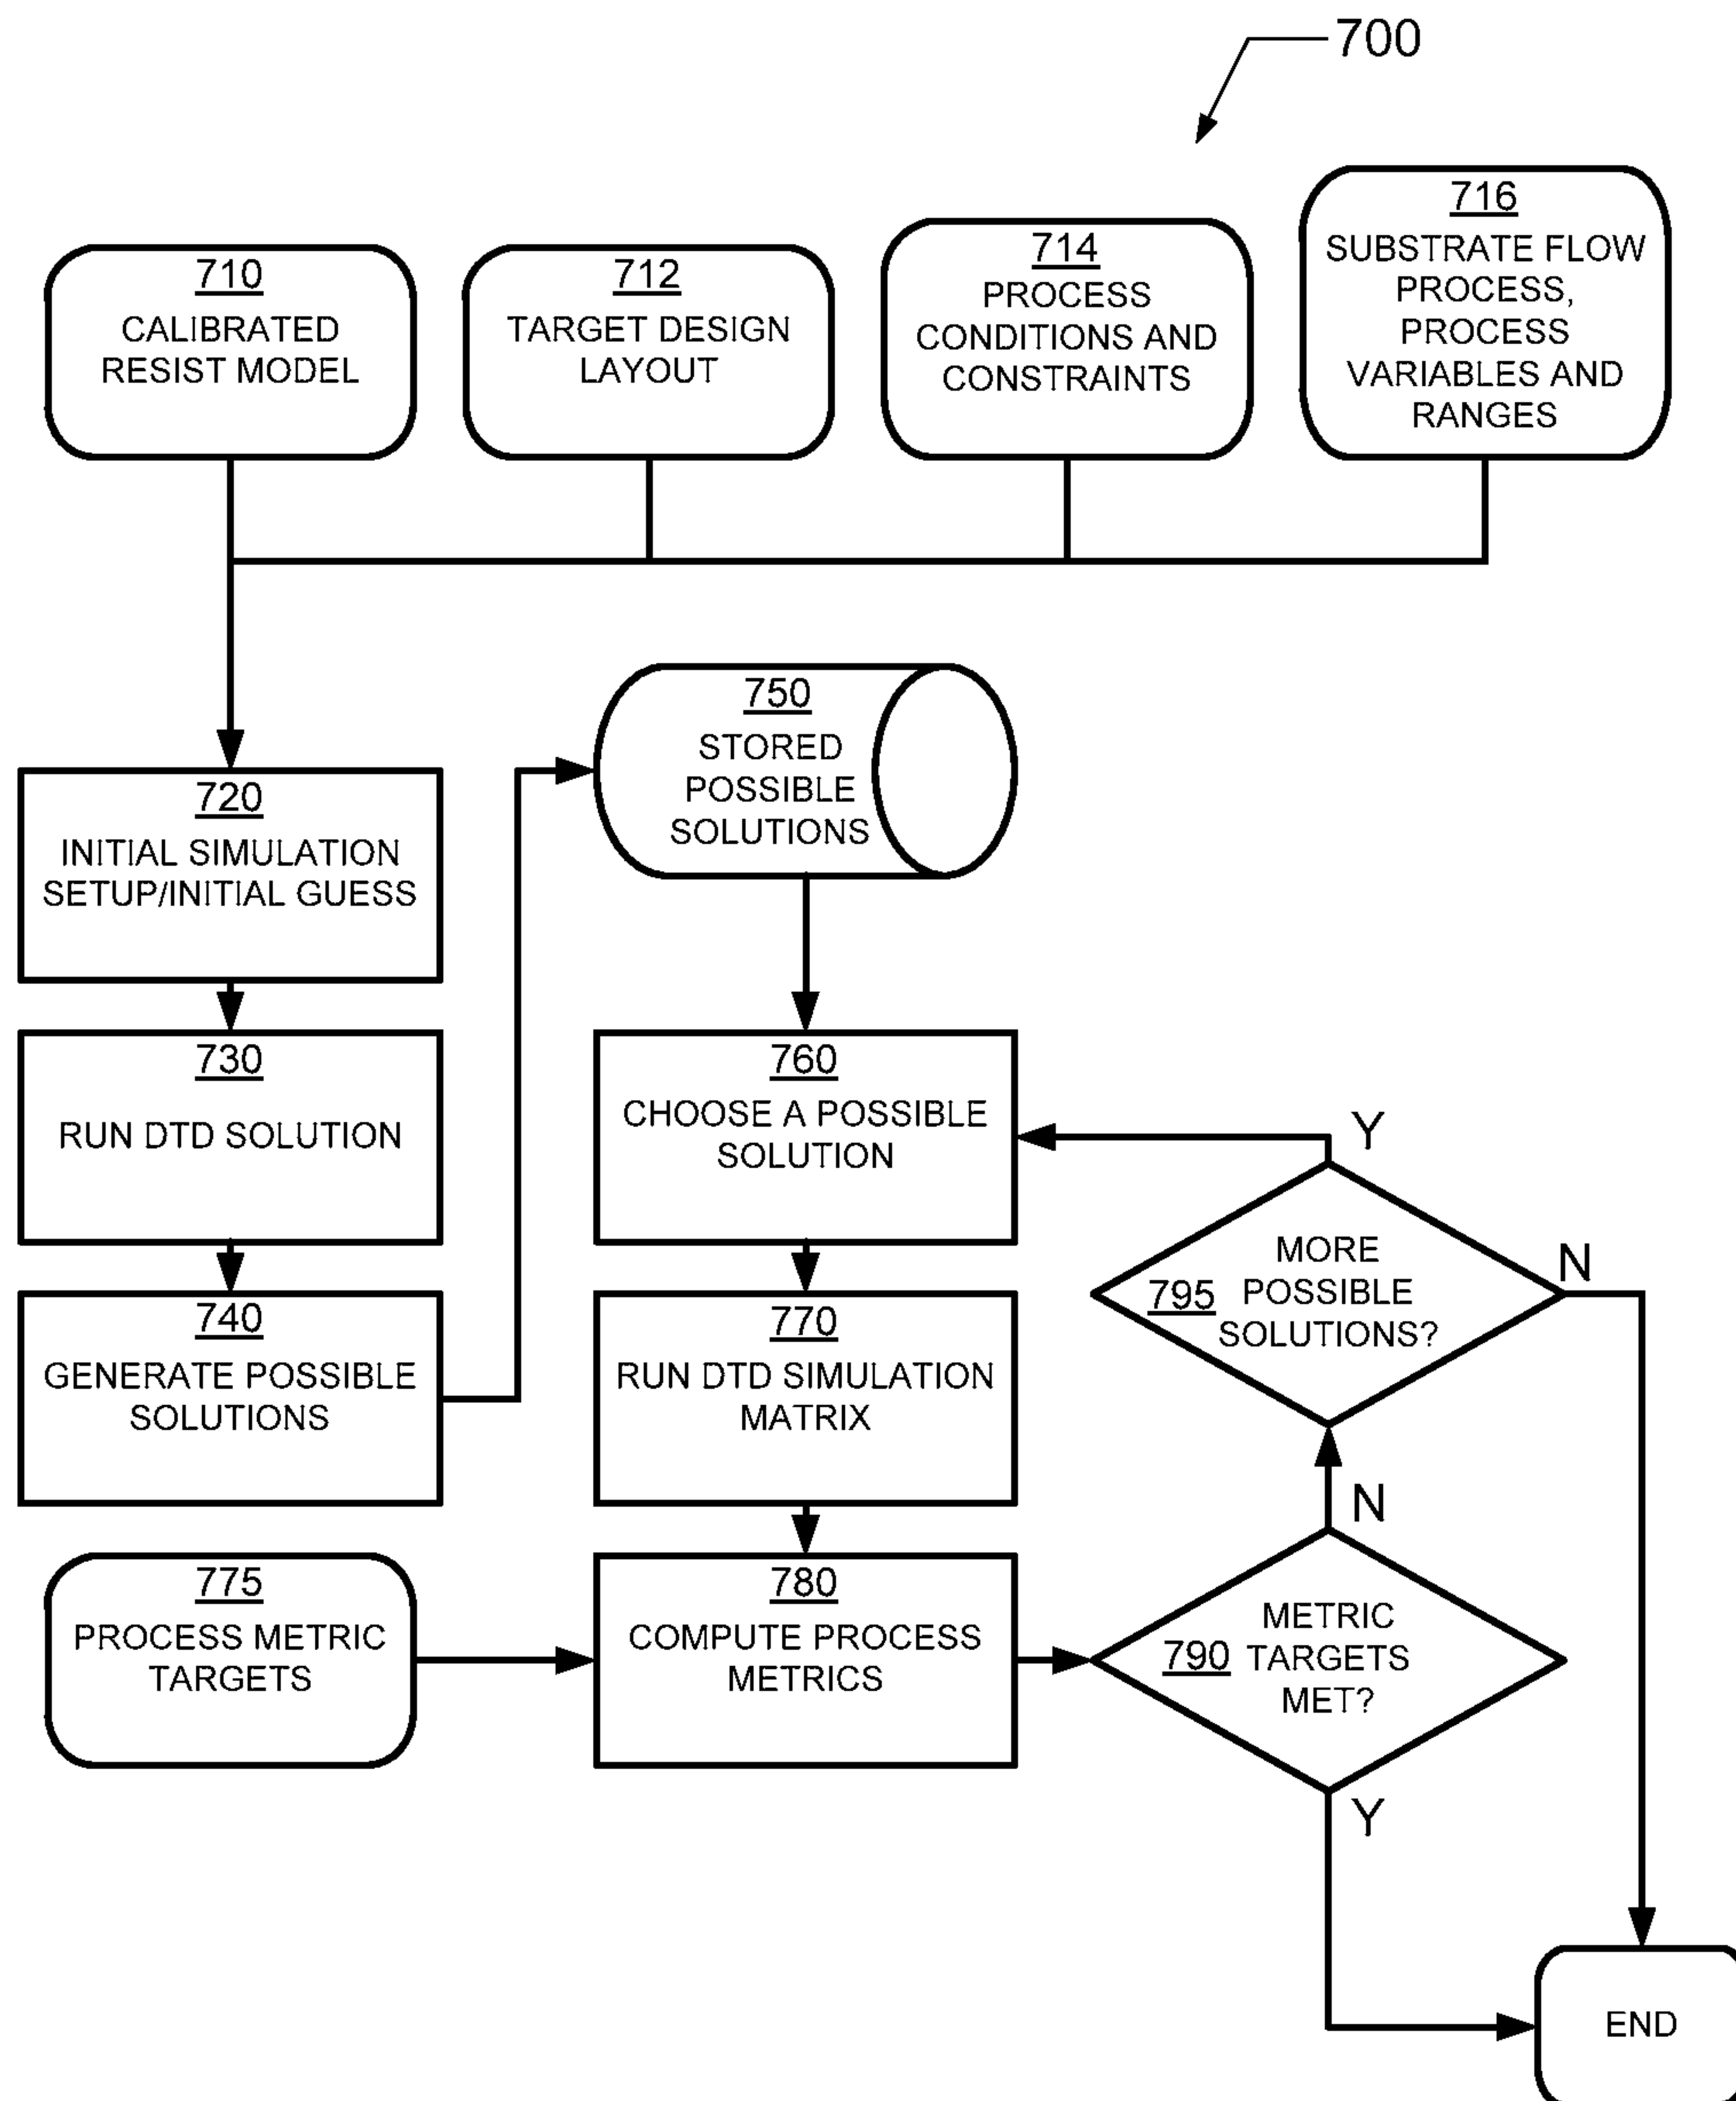 700
710
CALIBRATED
RESIST MODEL
712
TARGET DESIGN
LAYOUT
714
PROCESS
CONDITIONS AND
CONSTRAINTS
716
SUBSTRATE FLOW
PROCESS,
PROCESS
VARIABLES AND
RANGES
720
INITIAL SIMULATION
SETUP/INITIAL GUESS
730
RUN DTD SOLUTION
740
GENERATE POSSIBLE
SOLUTIONS
750
STORED
POSSIBLE
SOLUTIONS
760
CHOOSE A POSSIBLE
SOLUTION
770
RUN DTD SIMULATION
MATRIX
775
PROCESS METRIC
TARGETS
780
COMPUTE PROCESS
METRICS
790
METRIC
TARGETS
MET?
N
Y
795
MORE
POSSIBLE
SOLUTIONS?
Y
N
END